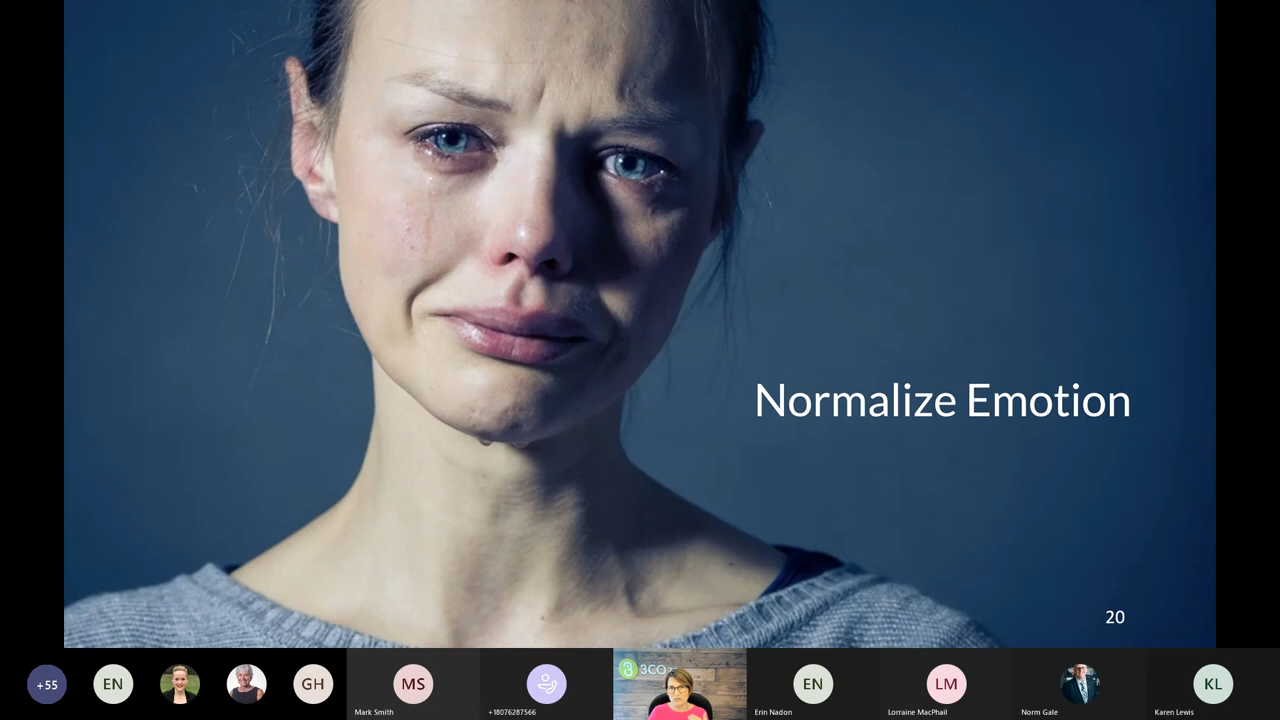 Normalize Emotion
20
+55
EN
GH
MS
Mark Smith
+18076287566
3CO
EN
Erin Nadon
LM
Lorraine MacPhail
Norm Gale
KL
Karen Lewis